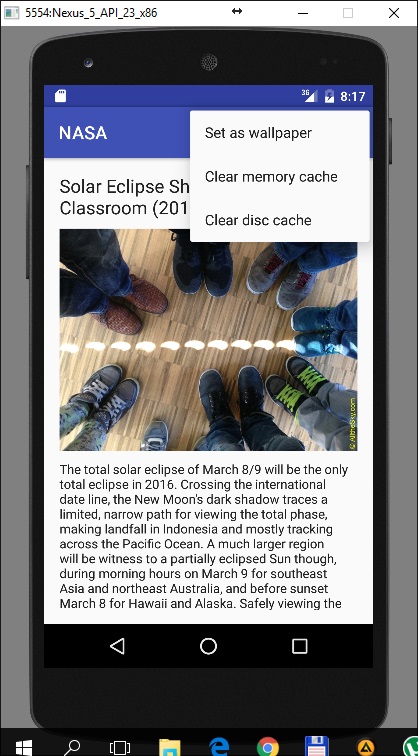 5554:Nexus_5_API_23_x86
3G 8:17
NASA
Set as wallpaper
Clear memory cache
Clear disc cache
Solar Eclipse Sh
Classroom (201
© AlltheSky.com
The total solar eclipse of March 8/9 will be the only
total eclipse in 2016. Crossing the international
date line, the New Moon's dark shadow traces a
limited, narrow path for viewing the total phase,
making landfall in Indonesia and mostly tracking
across the Pacific Ocean. A much larger region
will be witness to a partially eclipsed Sun though,
during morning hours on March 9 for southeast
Asia and northeast Australia, and before sunset
March 8 for Hawaii and Alaska. Safely viewing the